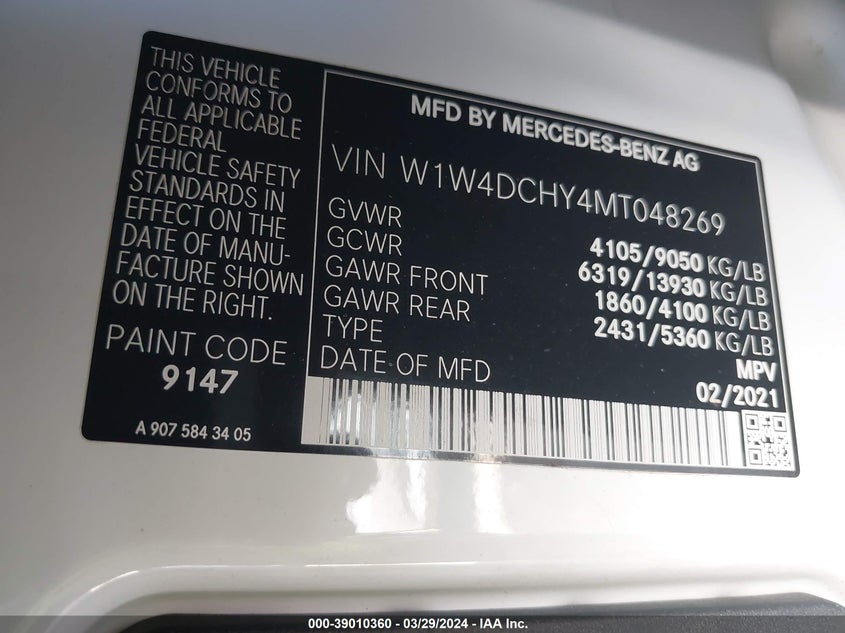 THIS VEHICLE
CONFORMS TO
ALL APPLICABLE
FEDERAL
VEHICLE SAFETY
STANDARDS IN
EFFECT ON THE
DATE OF MANU-
FACTURE SHOWN
ON THE RIGHT.
PAINT CODE
9147
A 907 584 34 05
MFD BY MERCEDES-BENZ AG
VIN W1W4DCHY4MT048269
GVWR 4105/9050 KG/LB
GCWR 6319/13930 KG/LB
GAWR FRONT 1860/4100 KG/LB
GAWR REAR 2431/5360 KG/LB
TYPE MPV
DATE OF MFD 02/2021
000-39010360 / 03/29/2024 - IAA Inc.